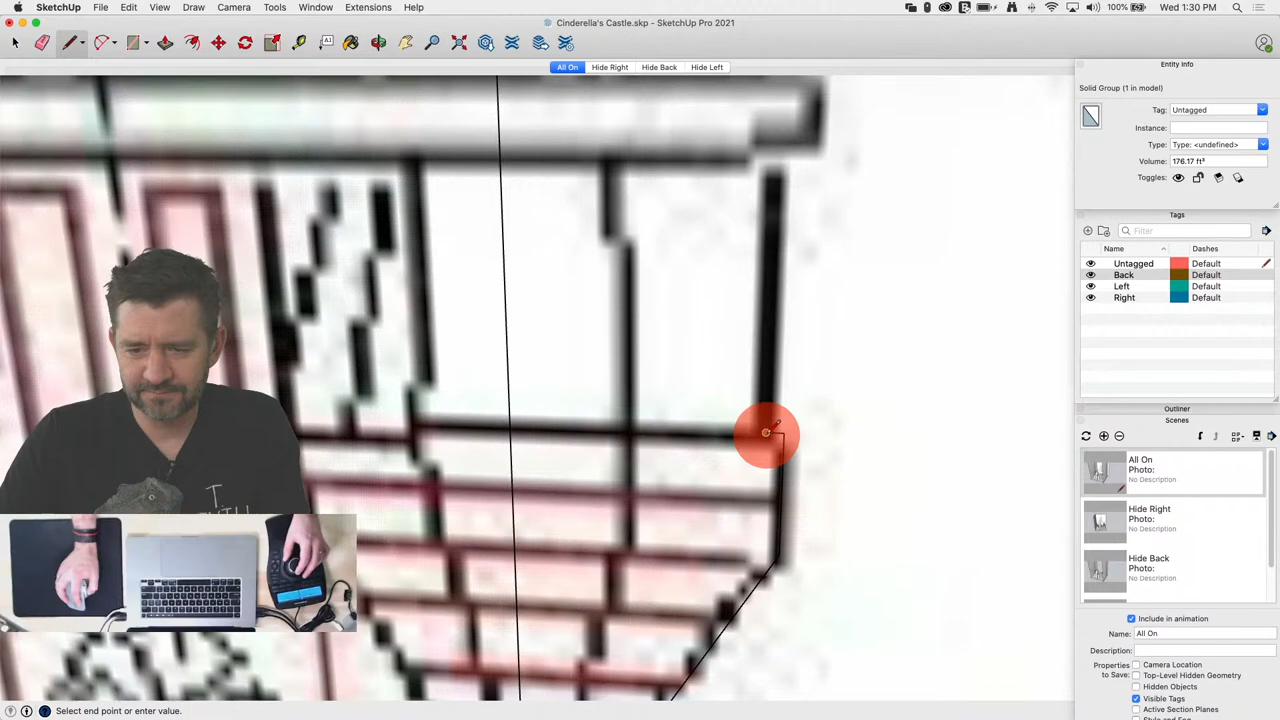 SketchUp File Edit View Draw Camera Tools Window Extensions Help 100% Wed 1:30 PM
Cinderella's Castle.skp - SketchUp Pro 2021
All On Hide Right Hide Back Hide Left
Entity Info
Solid Group (1 in model)
Tag: Untagged
Instance:
Type: Type: <undefined>
Volume: 176.17 ft³
Toggles:
Tags
Filter
Name Dashes
Untagged Default
Back Default
Left Default
Right Default
Outliner
Scenes
All On
Photo:
No Description
Hide Right
Photo:
No Description
Hide Back
Photo:
No Description
Include in animation
Name: All On
Description:
Properties to Save:
Camera Location
Top-Level Hidden Geometry
Hidden Objects
Visible Tags
Active Section Planes
Select end point or enter value.